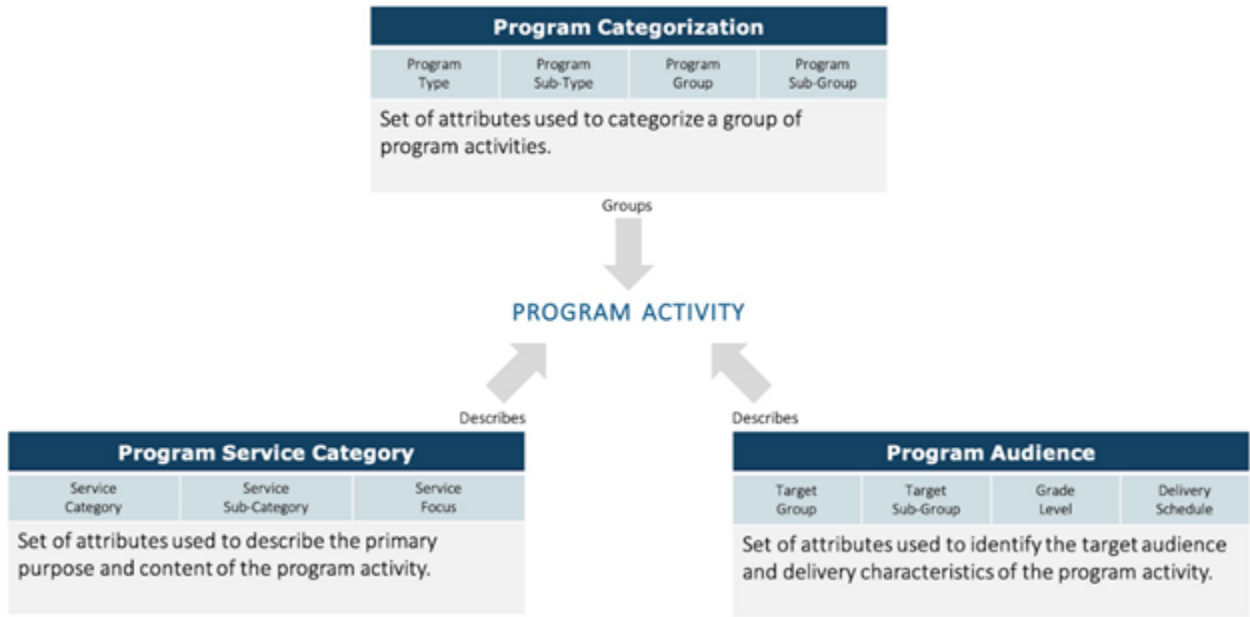 Program Categorization
Program Type
Program Sub-Type
Program Group
Program Sub-Group
Set of attributes used to categorize a group of
program activities.
Groups
PROGRAM ACTIVITY
Describes
Program Service Category
Service Category
Service Sub-Category
Service Focus
Set of attributes used to describe the primary
purpose and content of the program activity.
Describes
Program Audience
Target Group
Target Sub-Group
Grade Level
Delivery Schedule
Set of attributes used to identify the target audience
and delivery characteristics of the program activity.